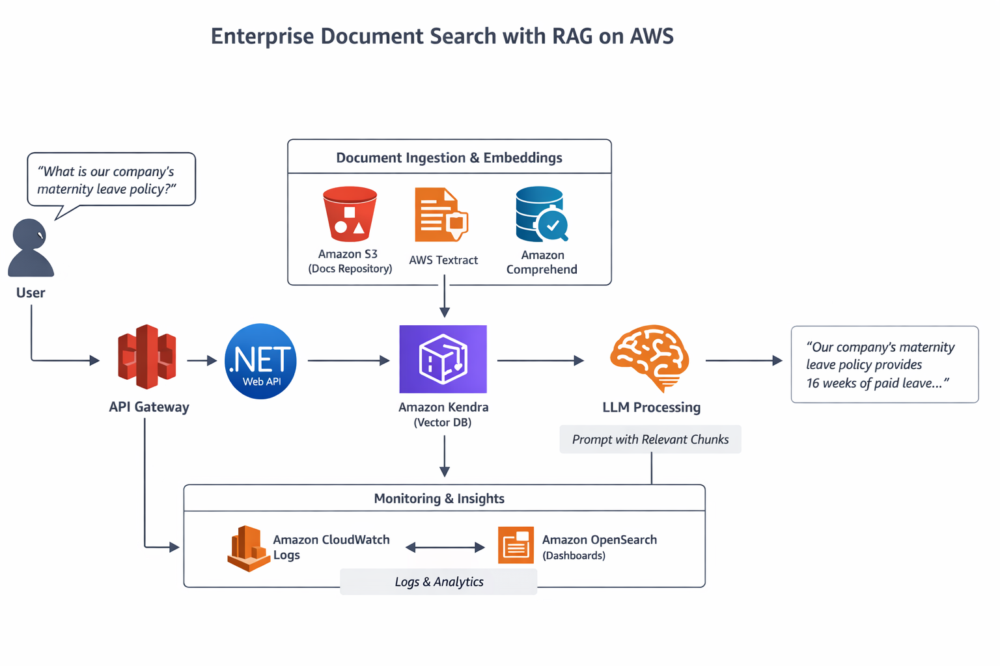 Enterprise Document Search with RAG on AWS
“What is our company’s
maternity leave policy?”
User
Document Ingestion & Embeddings
Amazon S3
(Docs Repository)
AWS Textract
Amazon
Comprehend
API Gateway
.NET
Web API
Amazon Kendra
(Vector DB)
LLM Processing
Prompt with Relevant Chunks
“Our company’s maternity
leave policy provides
16 weeks of paid leave...”
Monitoring & Insights
Amazon CloudWatch
Logs
Amazon OpenSearch
(Dashboards)
Logs & Analytics